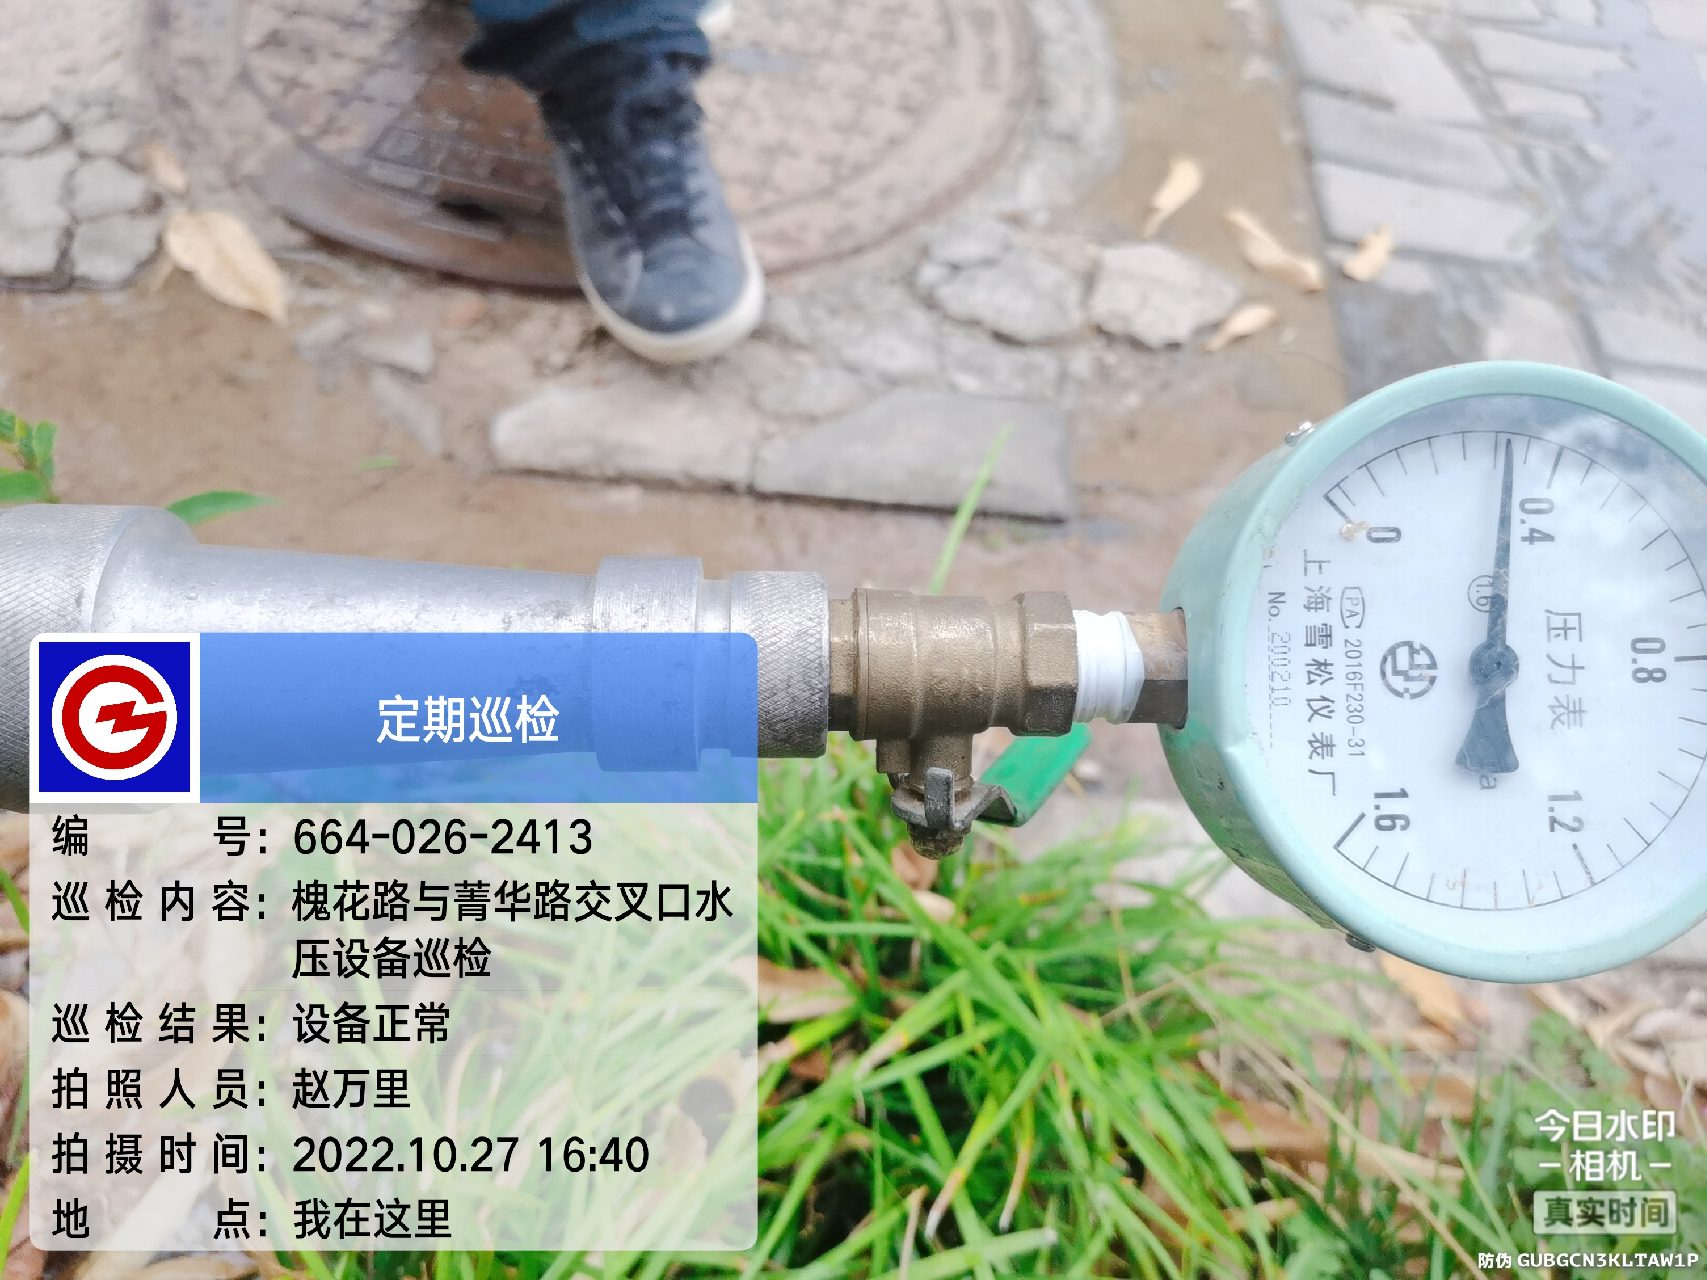 定期巡检
编号：664-026-2413
巡检内容：槐花路与菁华路交叉口水
压设备巡检
巡检结果：设备正常
拍照人员：赵万里
拍摄时间：2022.10.27 16:40
地点：我在这里
0
0.4
0.8
1.2
1.6
1.6
压力表
PA 2016F230-31
上海雪松仪表厂
No.
今日水印
-相机-
真实时间
防伪 GUBGCN3KLTAW1P